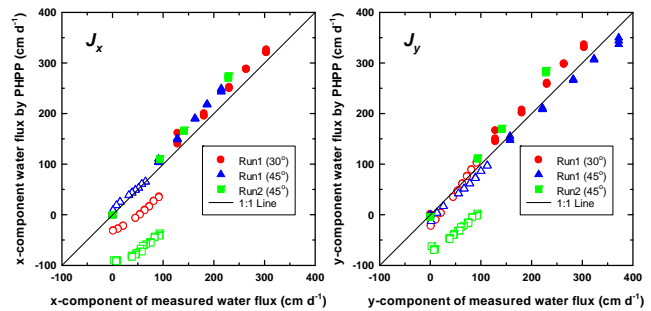 J_x
400
300
200
100
0
-100
-100 0 100 200 300 400
x-component water flux by PHPP (cm d⁻¹)
x-component of measured water flux (cm d⁻¹)
Run1 (30°)
Run1 (45°)
Run2 (45°)
1:1 Line
J_y
400
300
200
100
0
-100
-100 0 100 200 300 400
y-component water flux by PHPP (cm d⁻¹)
y-component of measured water flux (cm d⁻¹)
Run1 (30°)
Run1 (45°)
Run2 (45°)
1:1 Line